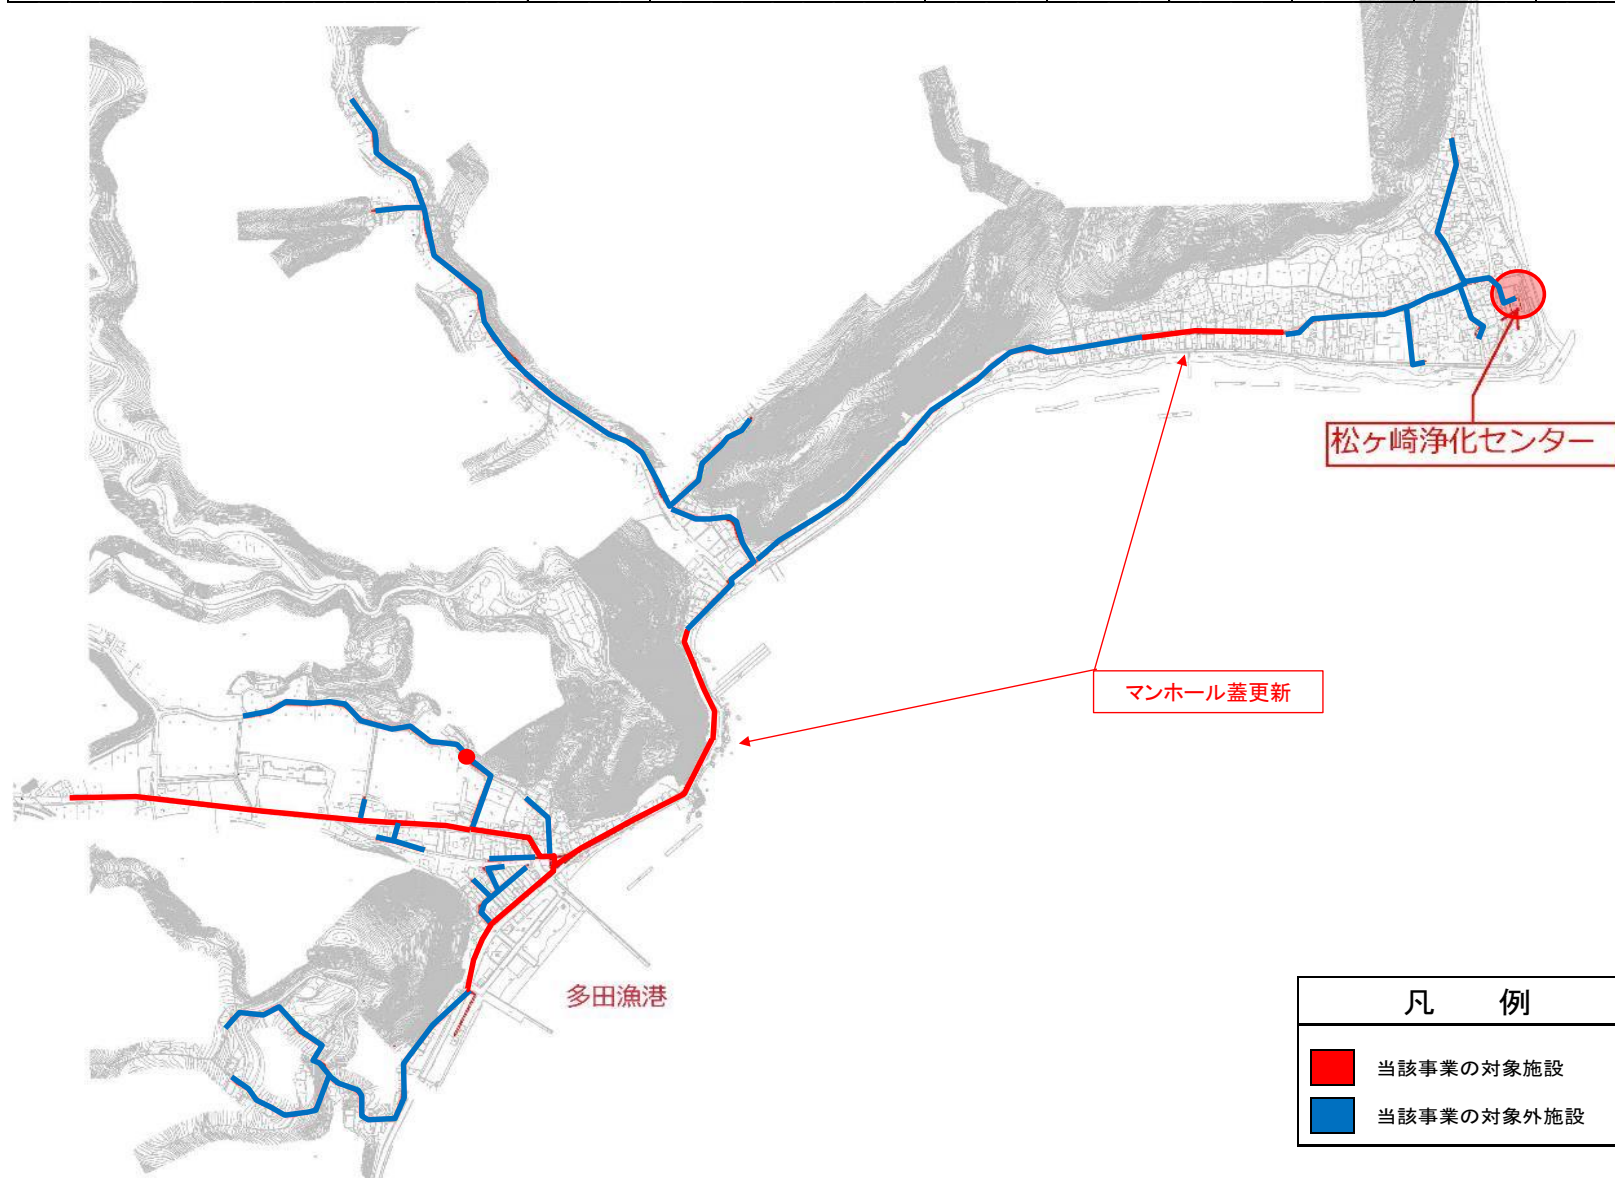 松ヶ崎浄化センター
マンホール蓋更新
多田漁港
凡 例
当該事業の対象施設
当該事業の対象外施設